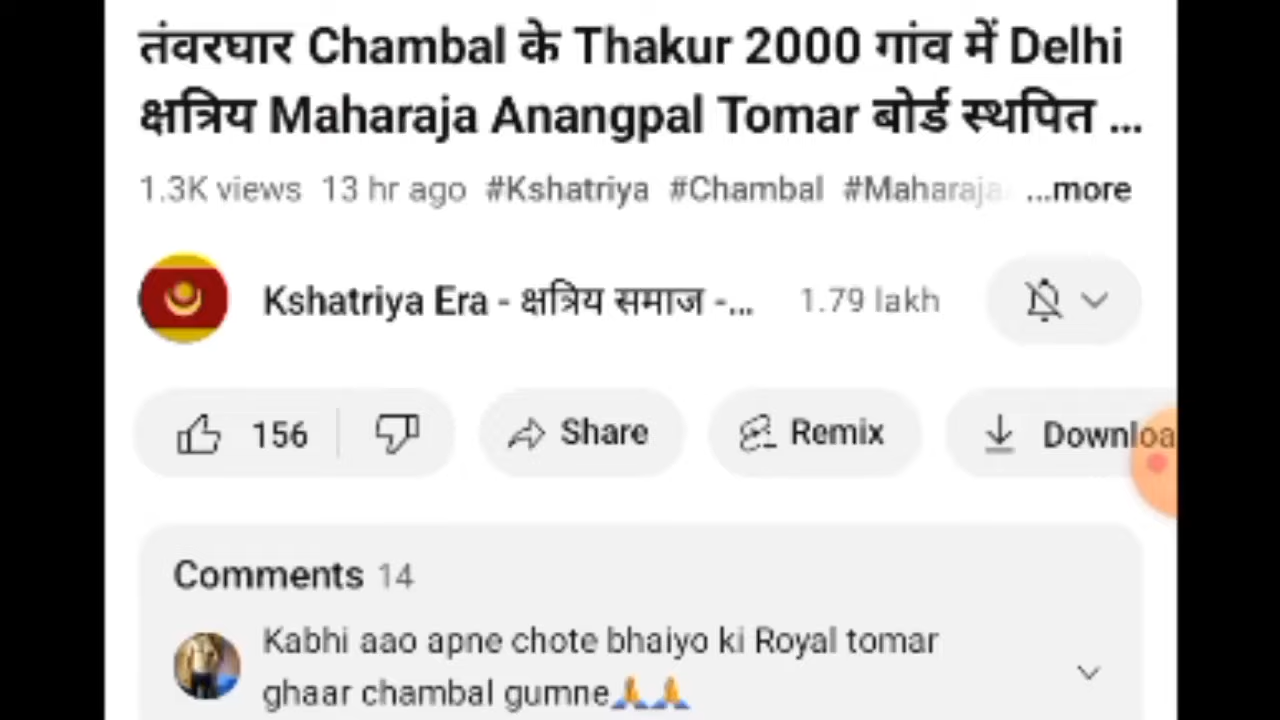 तंवरघार Chambal के Thakur 2000 गांव में Delhi
क्षत्रिय Maharaja Anangpal Tomar बोर्ड स्थपित ...
1.3K views 13 hr ago #Kshatriya #Chambal #Maharaja ...more
Kshatriya Era - क्षत्रिय समाज -... 1.79 lakh
156 Share Remix Downloa
Comments 14
Kabhi aao apne chote bhaiyo ki Royal tomar
ghaar chambal gumne🙏🙏